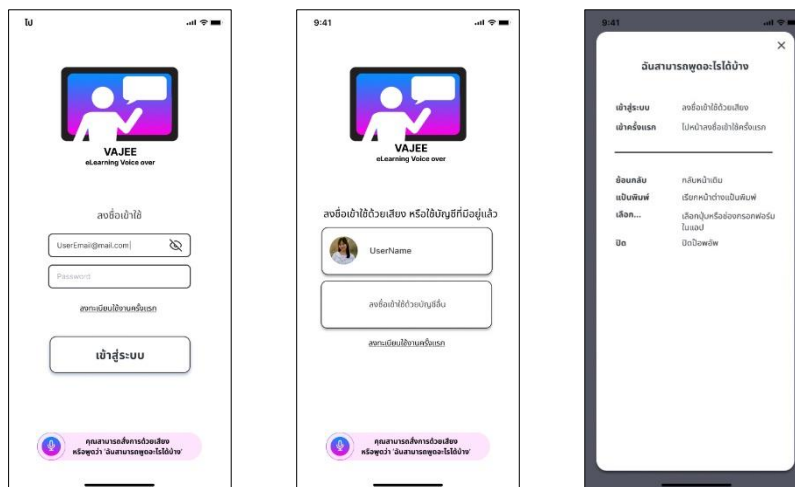 ไป
VAJEE
eLearning Voice over
ลงชื่อเข้าใช้
UserEmail@mail.com
Password
ลงทะเบียนใช้งานครั้งแรก
เข้าสู่ระบบ
คุณสามารถสั่งการด้วยเสียง
หรือพูดว่า 'ฉันสามารถพูดอะไรได้บ้าง'
9:41
VAJEE
eLearning Voice over
ลงชื่อเข้าใช้ด้วยเสียง หรือใช้บัญชีที่มีอยู่แล้ว
UserName
ลงชื่อเข้าใช้ด้วยบัญชีอื่น
ลงทะเบียนใช้งานครั้งแรก
คุณสามารถสั่งการด้วยเสียง
หรือพูดว่า 'ฉันสามารถพูดอะไรได้บ้าง'
9:41
ฉันสามารถพูดอะไรได้บ้าง
เข้าสู่ระบบ ลงชื่อเข้าใช้ด้วยเสียง
เข้าครั้งแรก ไปหน้าลงชื่อเข้าใช้ครั้งแรก
ย้อนกลับ กลับหน้าเดิม
แป้นพิมพ์ เรียกหน้าต่างแป้นพิมพ์
เลือก... เลือกปุ่มหรือช่องกรอกฟอร์ม
ในแอป
ปิด ปิดป๊อพอัพ